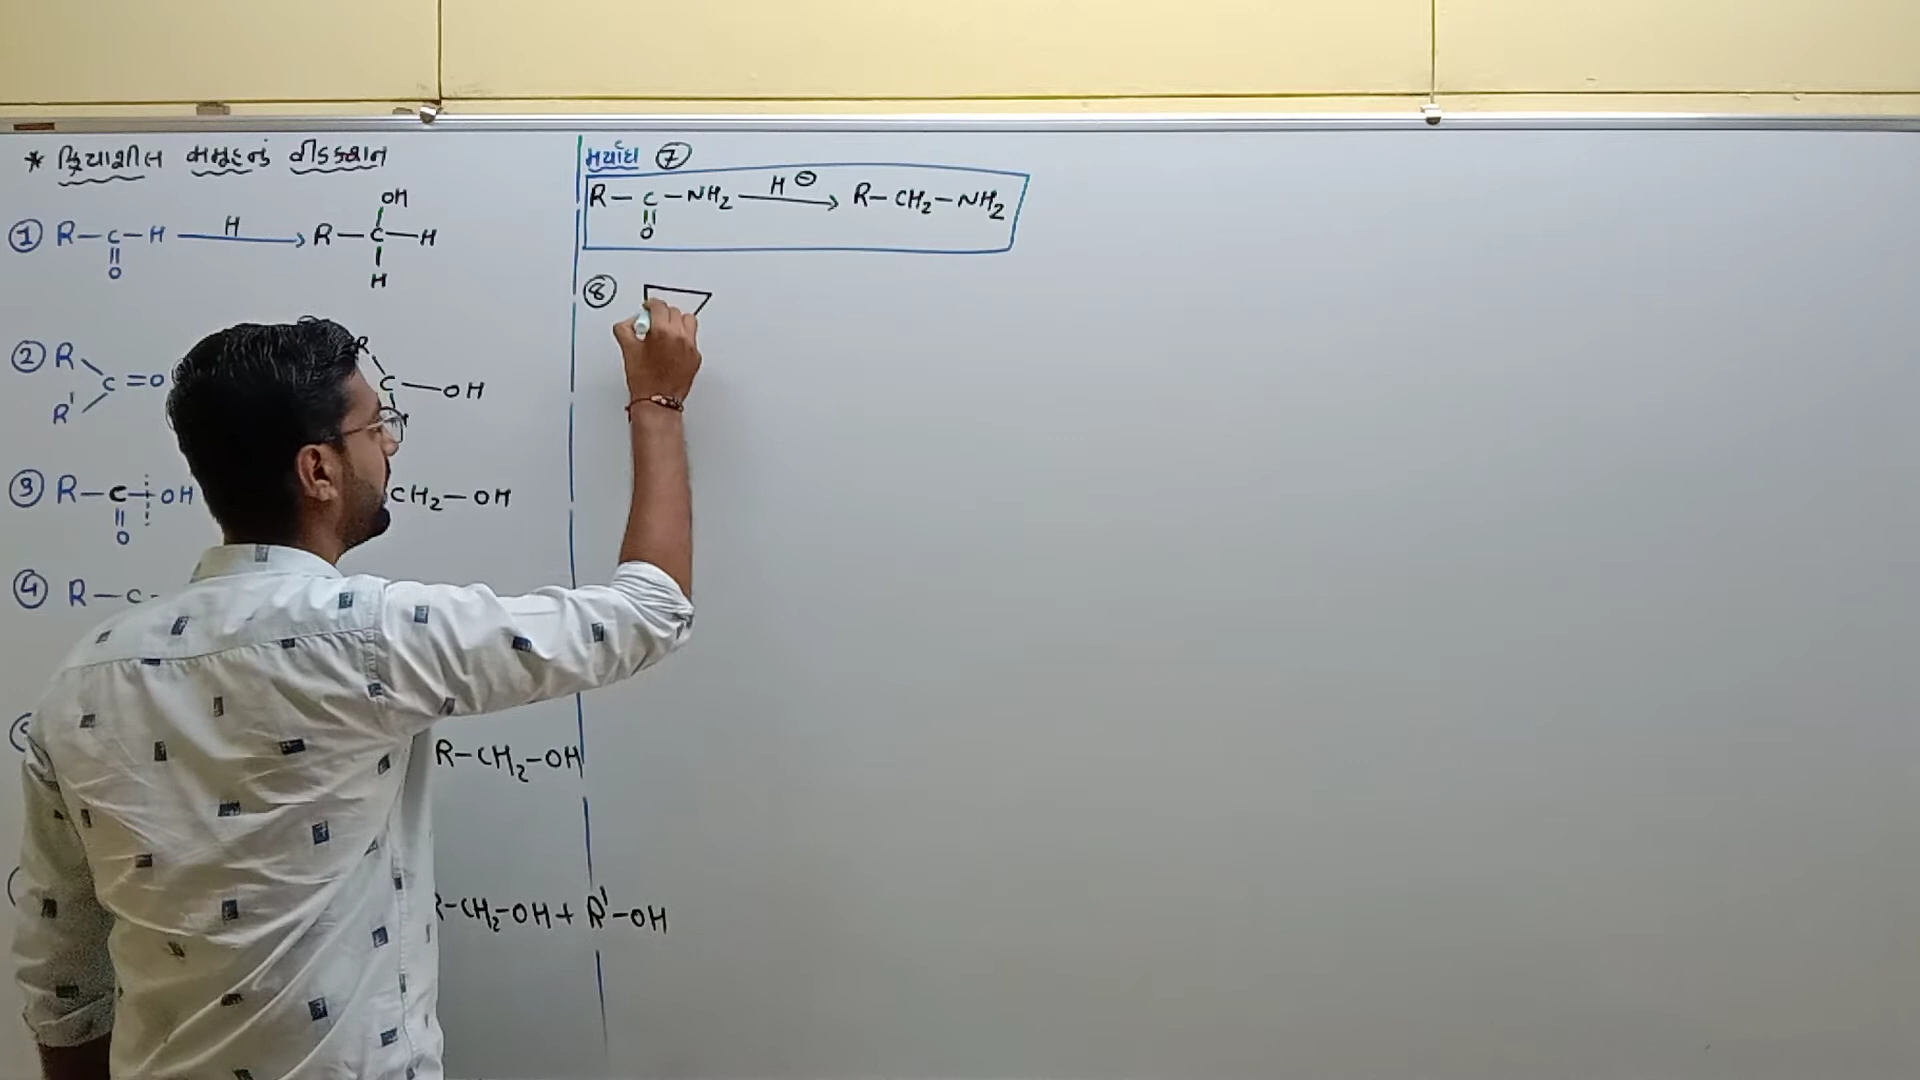 * ક્રિયાશીલ સમૂહનું રીડક્શન
① R—C—H —H→ R—C—H
OH
||
O
H
② R
C=O
R'
R
C—OH
③ R—C—OH
||
O
CH₂—OH
④ R—C-
R—CH₂—OH
R—CH₂—OH + R'—OH
મર્યાદા ⑦
R—C—NH₂ —H⊖→ R—CH₂—NH₂
||
O
⑧